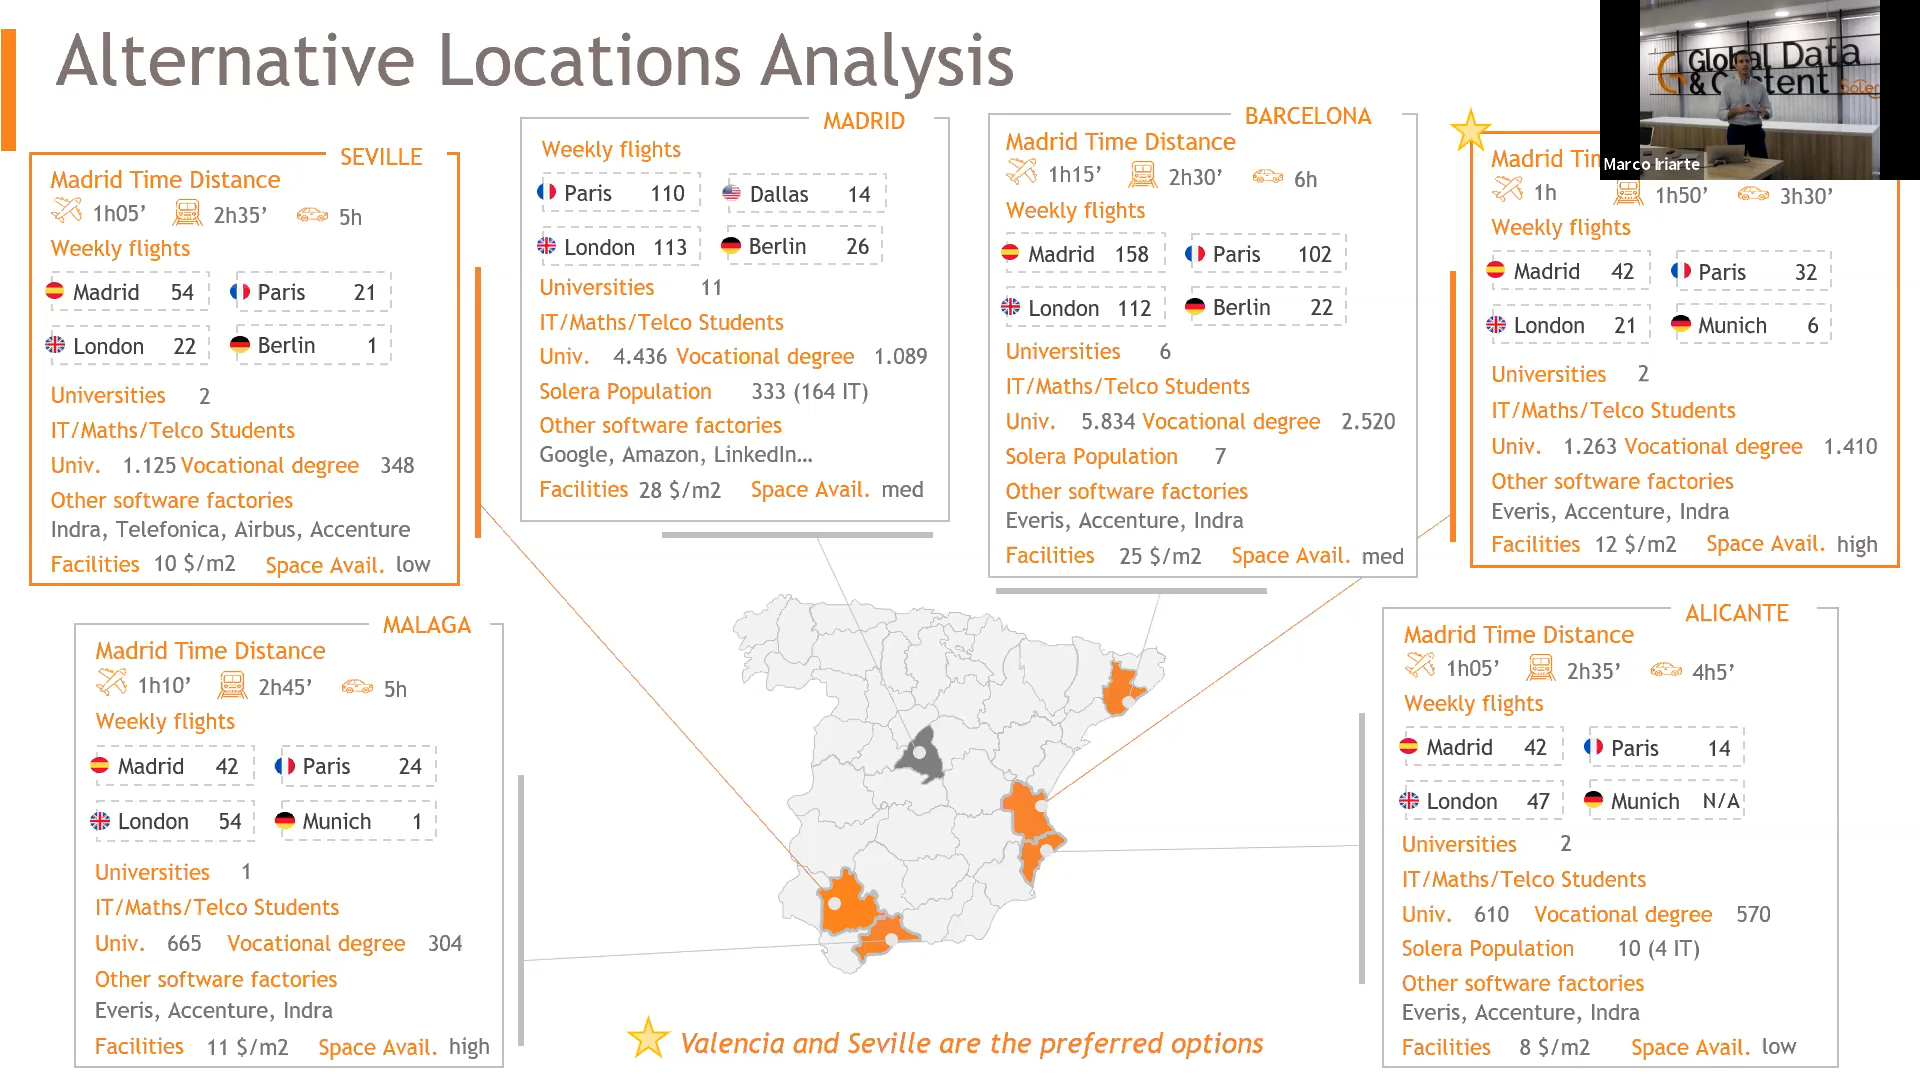 Alternative Locations Analysis
Global Data
& Content
Marco Iriarte
SEVILLE
Madrid Time Distance
1h05’ 2h35’ 5h
Weekly flights
Madrid 54 Paris 21
London 22 Berlin 1
Universities 2
IT/Maths/Telco Students
Univ. 1.125 Vocational degree 348
Other software factories
Indra, Telefonica, Airbus, Accenture
Facilities 10 $/m2 Space Avail. low
MADRID
Weekly flights
Paris 110 Dallas 14
London 113 Berlin 26
Universities 11
IT/Maths/Telco Students
Univ. 4.436 Vocational degree 1.089
Solera Population 333 (164 IT)
Other software factories
Google, Amazon, LinkedIn…
Facilities 28 $/m2 Space Avail. med
BARCELONA
Madrid Time Distance
1h15’ 2h30’ 6h
Weekly flights
Madrid 158 Paris 102
London 112 Berlin 22
Universities 6
IT/Maths/Telco Students
Univ. 5.834 Vocational degree 2.520
Solera Population 7
Other software factories
Everis, Accenture, Indra
Facilities 25 $/m2 Space Avail. med
Madrid
1h 1h50’ 3h30’
Weekly flights
Madrid 42 Paris 32
London 21 Munich 6
Universities 2
IT/Maths/Telco Students
Univ. 1.263 Vocational degree 1.410
Other software factories
Everis, Accenture, Indra
Facilities 12 $/m2 Space Avail. high
MALAGA
Madrid Time Distance
1h10’ 2h45’ 5h
Weekly flights
Madrid 42 Paris 24
London 54 Munich 1
Universities 1
IT/Maths/Telco Students
Univ. 665 Vocational degree 304
Other software factories
Everis, Accenture, Indra
Facilities 11 $/m2 Space Avail. high
ALICANTE
Madrid Time Distance
1h05’ 2h35’ 4h5’
Weekly flights
Madrid 42 Paris 14
London 47 Munich N/A
Universities 2
IT/Maths/Telco Students
Univ. 610 Vocational degree 570
Solera Population 10 (4 IT)
Other software factories
Everis, Accenture, Indra
Facilities 8 $/m2 Space Avail. low
Valencia and Seville are the preferred options